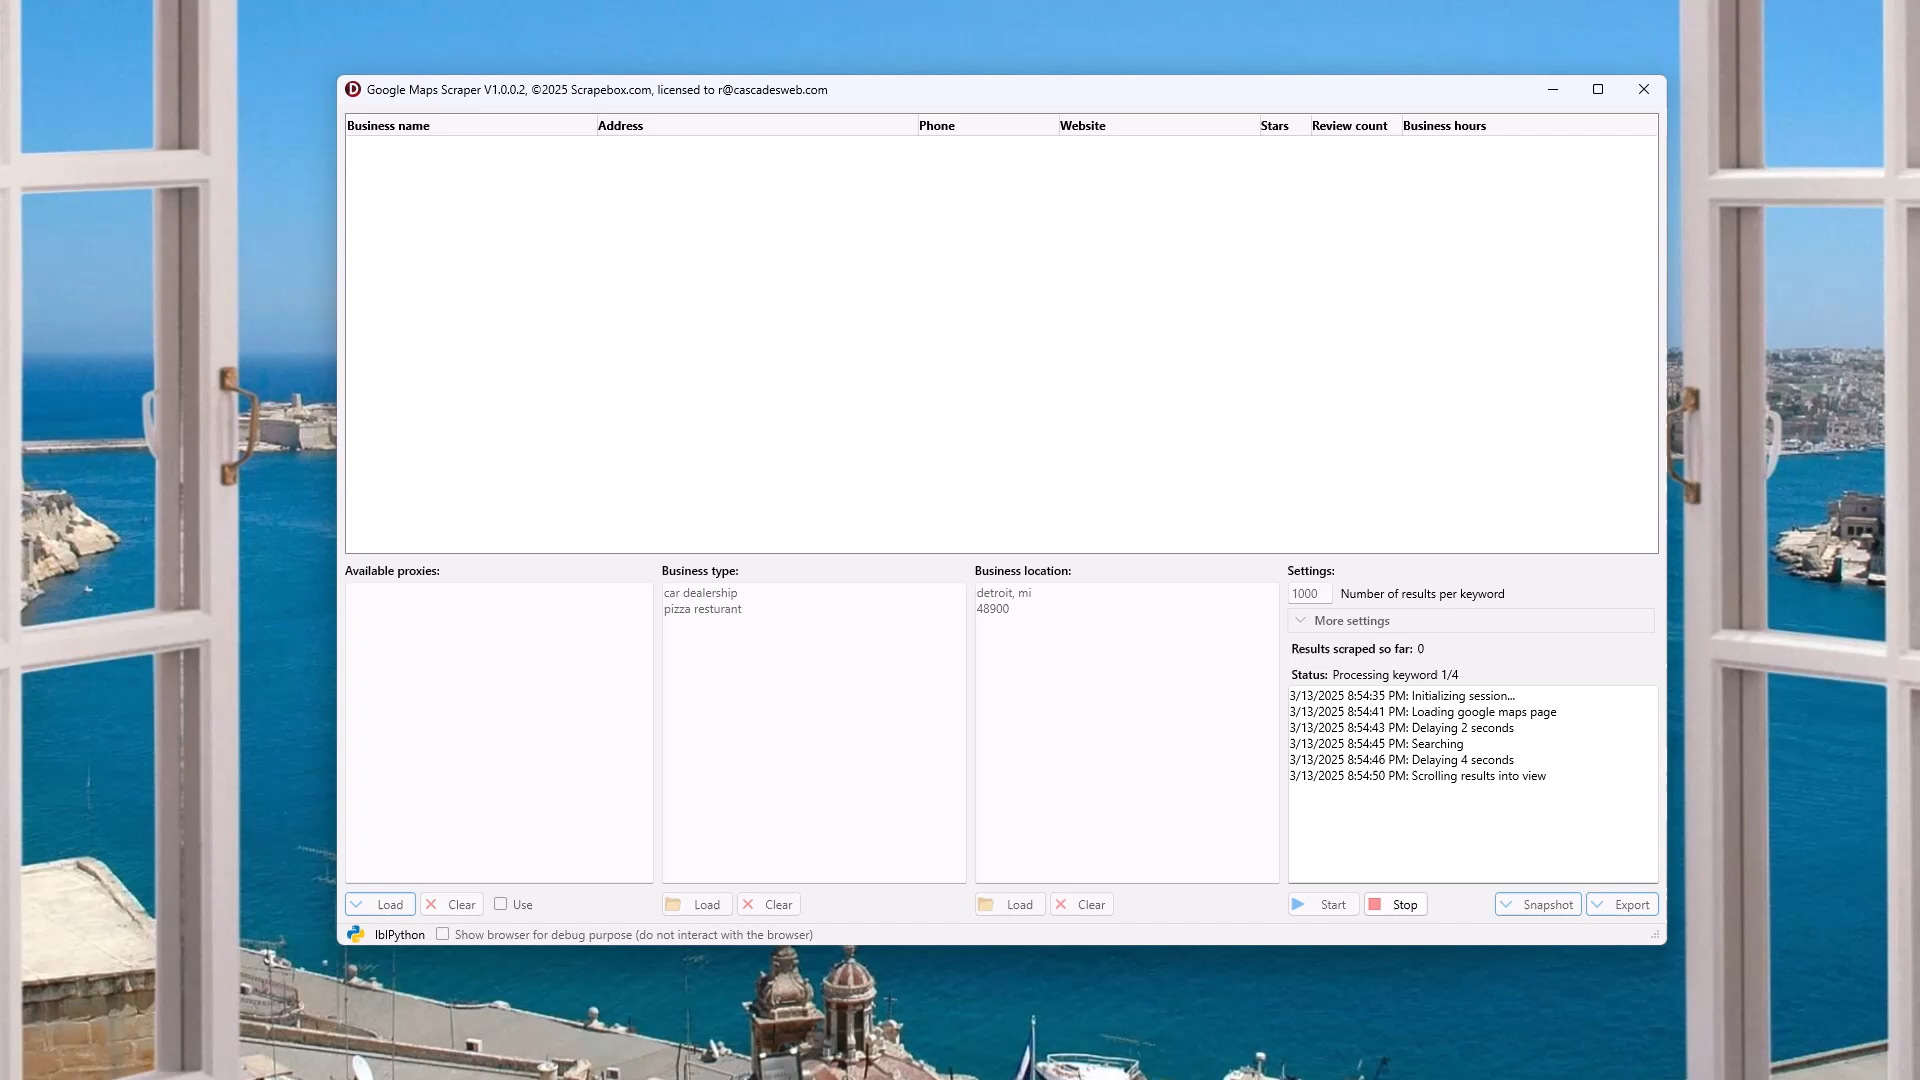 Google Maps Scraper V1.0.0.2, ©2025 Scrapebox.com, licensed to r@cascadesweb.com
Business name Address Phone Website Stars Review count Business hours
Available proxies: Business type: Business location: Settings:
car dealership
pizza resturant
detroit, mi
48900
1000 Number of results per keyword
More settings
Results scraped so far: 0
Status: Processing keyword 1/4
3/13/2025 8:54:35 PM: Initializing session...
3/13/2025 8:54:41 PM: Loading google maps page
3/13/2025 8:54:43 PM: Delaying 2 seconds
3/13/2025 8:54:45 PM: Searching
3/13/2025 8:54:46 PM: Delaying 4 seconds
3/13/2025 8:54:50 PM: Scrolling results into view
Load Clear Use Load Clear Load Clear Start Stop Snapshot Export
lblPython Show browser for debug purpose (do not interact with the browser)